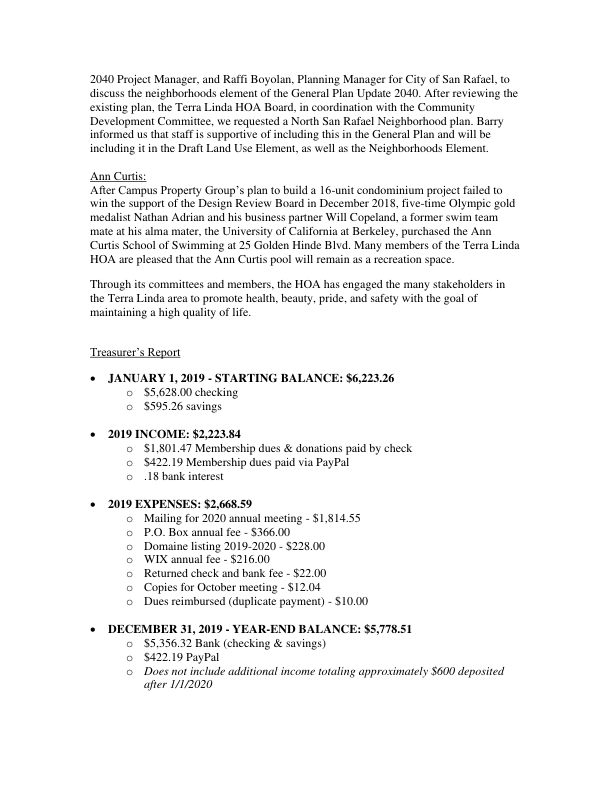 2040 Project Manager, and Raffi Boyolan, Planning Manager for City of San Rafael, to
discuss the neighborhoods element of the General Plan Update 2040. After reviewing the
existing plan, the Terra Linda HOA Board, in coordination with the Community
Development Committee, we requested a North San Rafael Neighborhood plan. Barry
informed us that staff is supportive of including this in the General Plan and will be
including it in the Draft Land Use Element, as well as the Neighborhoods Element.
Ann Curtis:
After Campus Property Group's plan to build a 16-unit condominium project failed to
win the support of the Design Review Board in December 2018, five-time Olympic gold
medalist Nathan Adrian and his business partner Will Copeland, a former swim team
mate at his alma mater, the University of California at Berkeley, purchased the Ann
Curtis School of Swimming at 25 Golden Hinde Blvd. Many members of the Terra Linda
HOA are pleased that the Ann Curtis pool will remain as a recreation space.
Through its committees and members, the HOA has engaged the many stakeholders in
the Terra Linda area to promote health, beauty, pride, and safety with the goal of
maintaining a high quality of life.
Treasurer's Report
• JANUARY 1, 2019 - STARTING BALANCE: $6,223.26
o $5,628.00 checking
o $595.26 savings
• 2019 INCOME: $2,223.84
o $1,801.47 Membership dues & donations paid by check
o $422.19 Membership dues paid via PayPal
o .18 bank interest
• 2019 EXPENSES: $2,668.59
o Mailing for 2020 annual meeting - $1,814.55
o P.O. Box annual fee - $366.00
o Domaine listing 2019-2020 - $228.00
o WIX annual fee - $216.00
o Returned check and bank fee - $22.00
o Copies for October meeting - $12.04
o Dues reimbursed (duplicate payment) - $10.00
• DECEMBER 31, 2019 - YEAR-END BALANCE: $5,778.51
o $5,356.32 Bank (checking & savings)
o $422.19 PayPal
o Does not include additional income totaling approximately $600 deposited
after 1/1/2020